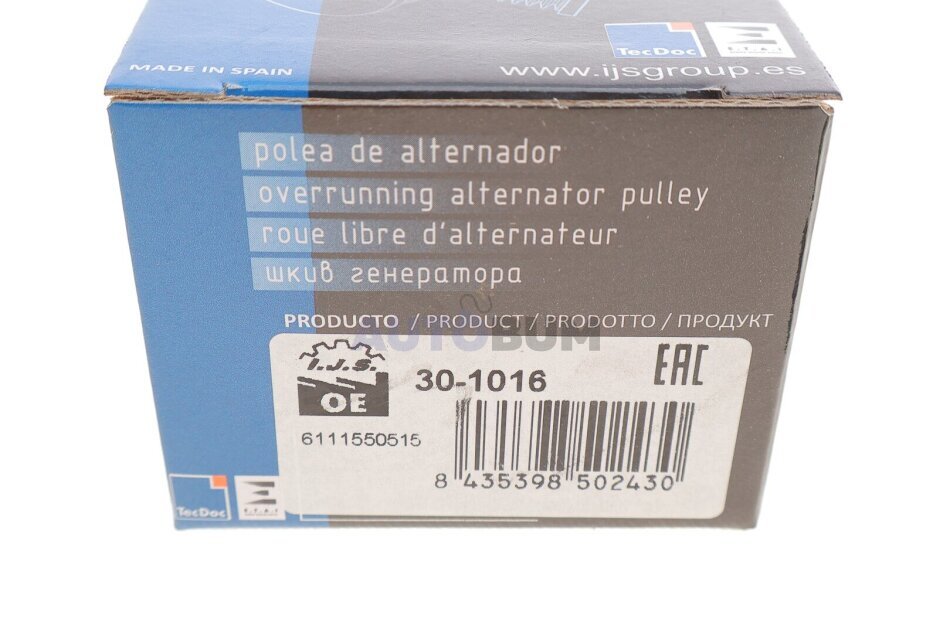 TecDoc
E.T.A.I
MADE IN SPAIN
www.ijsgroup.es
polea de alternador
overrunning alternator pulley
roue libre d'alternateur
шкив генератора
PRODUCTO / PRODUCT / PRODOTTO / ПРОДУКТ
AUTOBUM
I.J.S.
OE
30-1016
EAC
6111550515
8 435398 502430
TecDoc
E.T.A.I